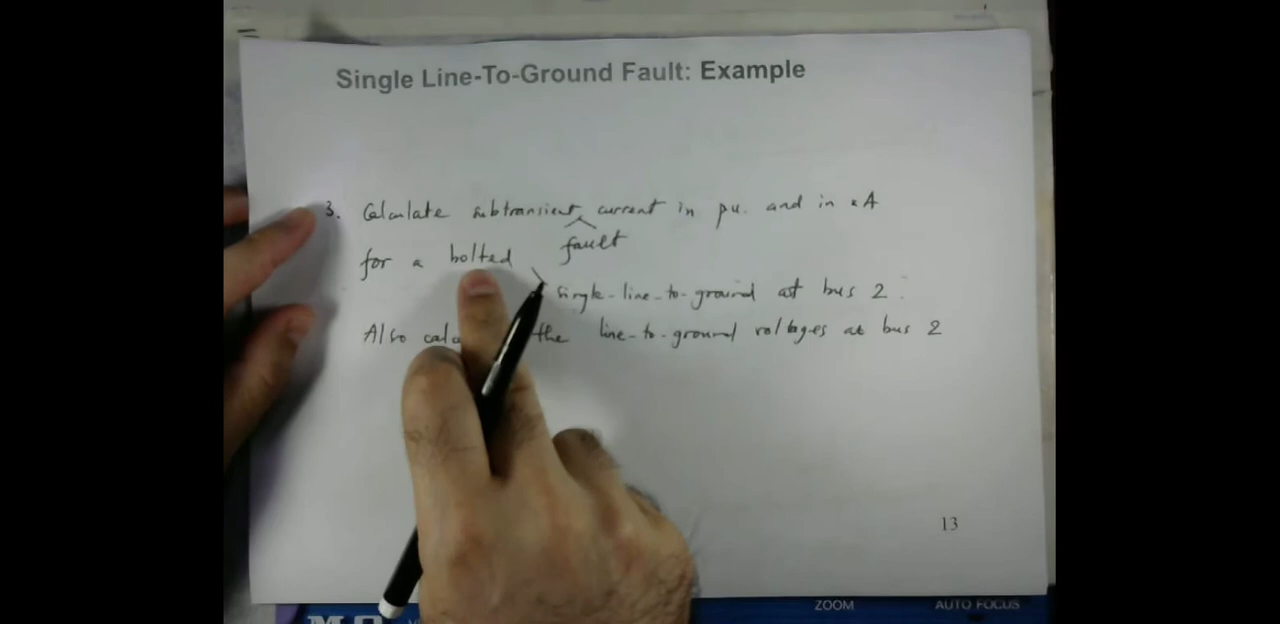 Single Line-To-Ground Fault: Example
3. Calculate subtransient current in pu. and in kA
fault
for a bolted
single-line-to-ground at bus 2.
Also the line-to-ground voltages at bus 2
13
ZOOM AUTO FOCUS